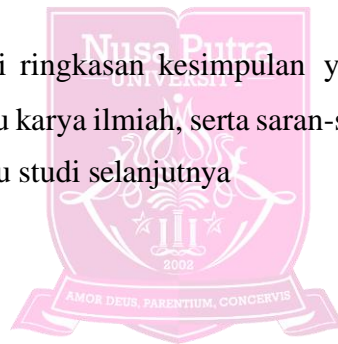 Nusa Putra
UNIVERSITY
i ringkasan kesimpulan y
u karya ilmiah, serta saran-s
u studi selanjutnya
2002
AMOR DEUS, PARENTIUM, CONCERVIS